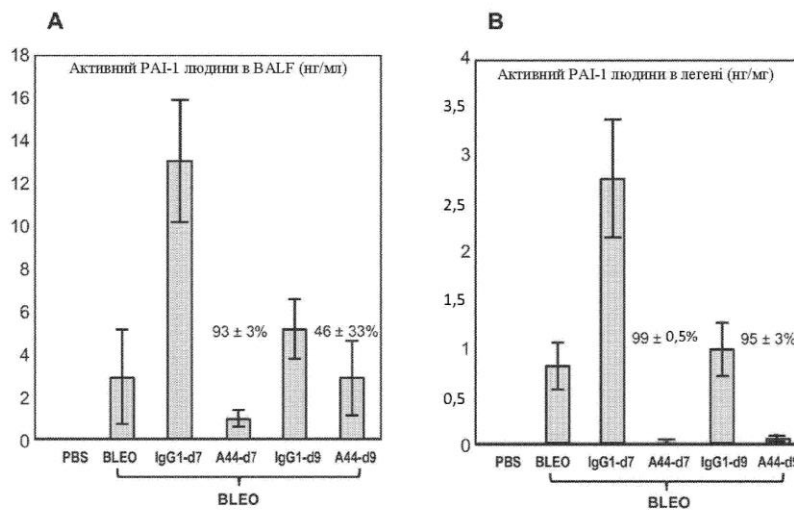 A
Активний PAI-1 людини в BALF (нг/мл)
18
16
14
12
10
8
6
4
2
0
93 ± 3%
46 ± 33%
PBS BLEO IgG1-d7 A44-d7 IgG1-d9 A44-d9
BLEO
B
Активний PAI-1 людини в легені (нг/мг)
4
3,5
3
2,5
2
1,5
1
0,5
0
99 ± 0,5%
95 ± 3%
PBS BLEO IgG1-d7 A44-d7 IgG1-d9 A44-d9
BLEO